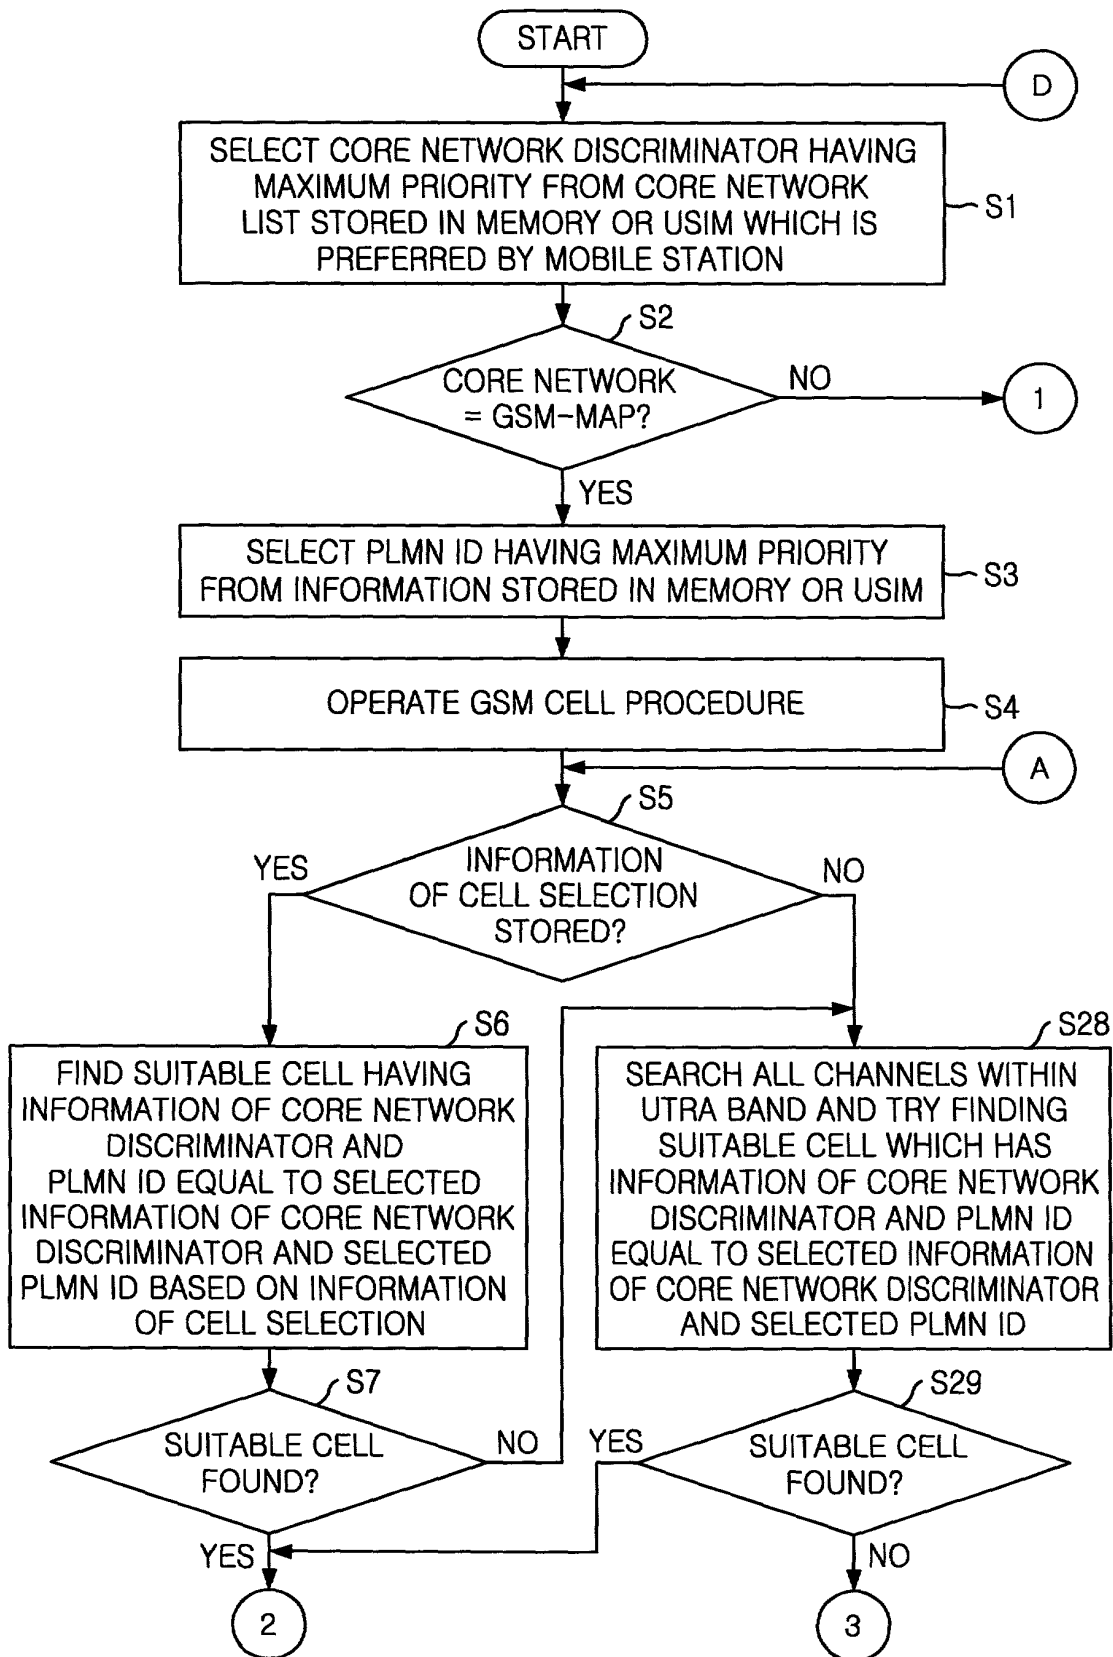 START
D
SELECT CORE NETWORK DISCRIMINATOR HAVING
MAXIMUM PRIORITY FROM CORE NETWORK
LIST STORED IN MEMORY OR USIM WHICH IS
PREFERRED BY MOBILE STATION
S1
S2
CORE NETWORK
= GSM-MAP?
NO
1
YES
SELECT PLMN ID HAVING MAXIMUM PRIORITY
FROM INFORMATION STORED IN MEMORY OR USIM
S3
OPERATE GSM CELL PROCEDURE
S4
A
S5
YES
INFORMATION
OF CELL SELECTION
STORED?
NO
S6
FIND SUITABLE CELL HAVING
INFORMATION OF CORE NETWORK
DISCRIMINATOR AND
PLMN ID EQUAL TO SELECTED
INFORMATION OF CORE NETWORK
DISCRIMINATOR AND SELECTED
PLMN ID BASED ON INFORMATION
OF CELL SELECTION
S28
SEARCH ALL CHANNELS WITHIN
UTRA BAND AND TRY FINDING
SUITABLE CELL WHICH HAS
INFORMATION OF CORE NETWORK
DISCRIMINATOR AND PLMN ID
EQUAL TO SELECTED INFORMATION
OF CORE NETWORK DISCRIMINATOR
AND SELECTED PLMN ID
S7
SUITABLE CELL
FOUND?
NO
YES
S29
SUITABLE CELL
FOUND?
YES
NO
2
3